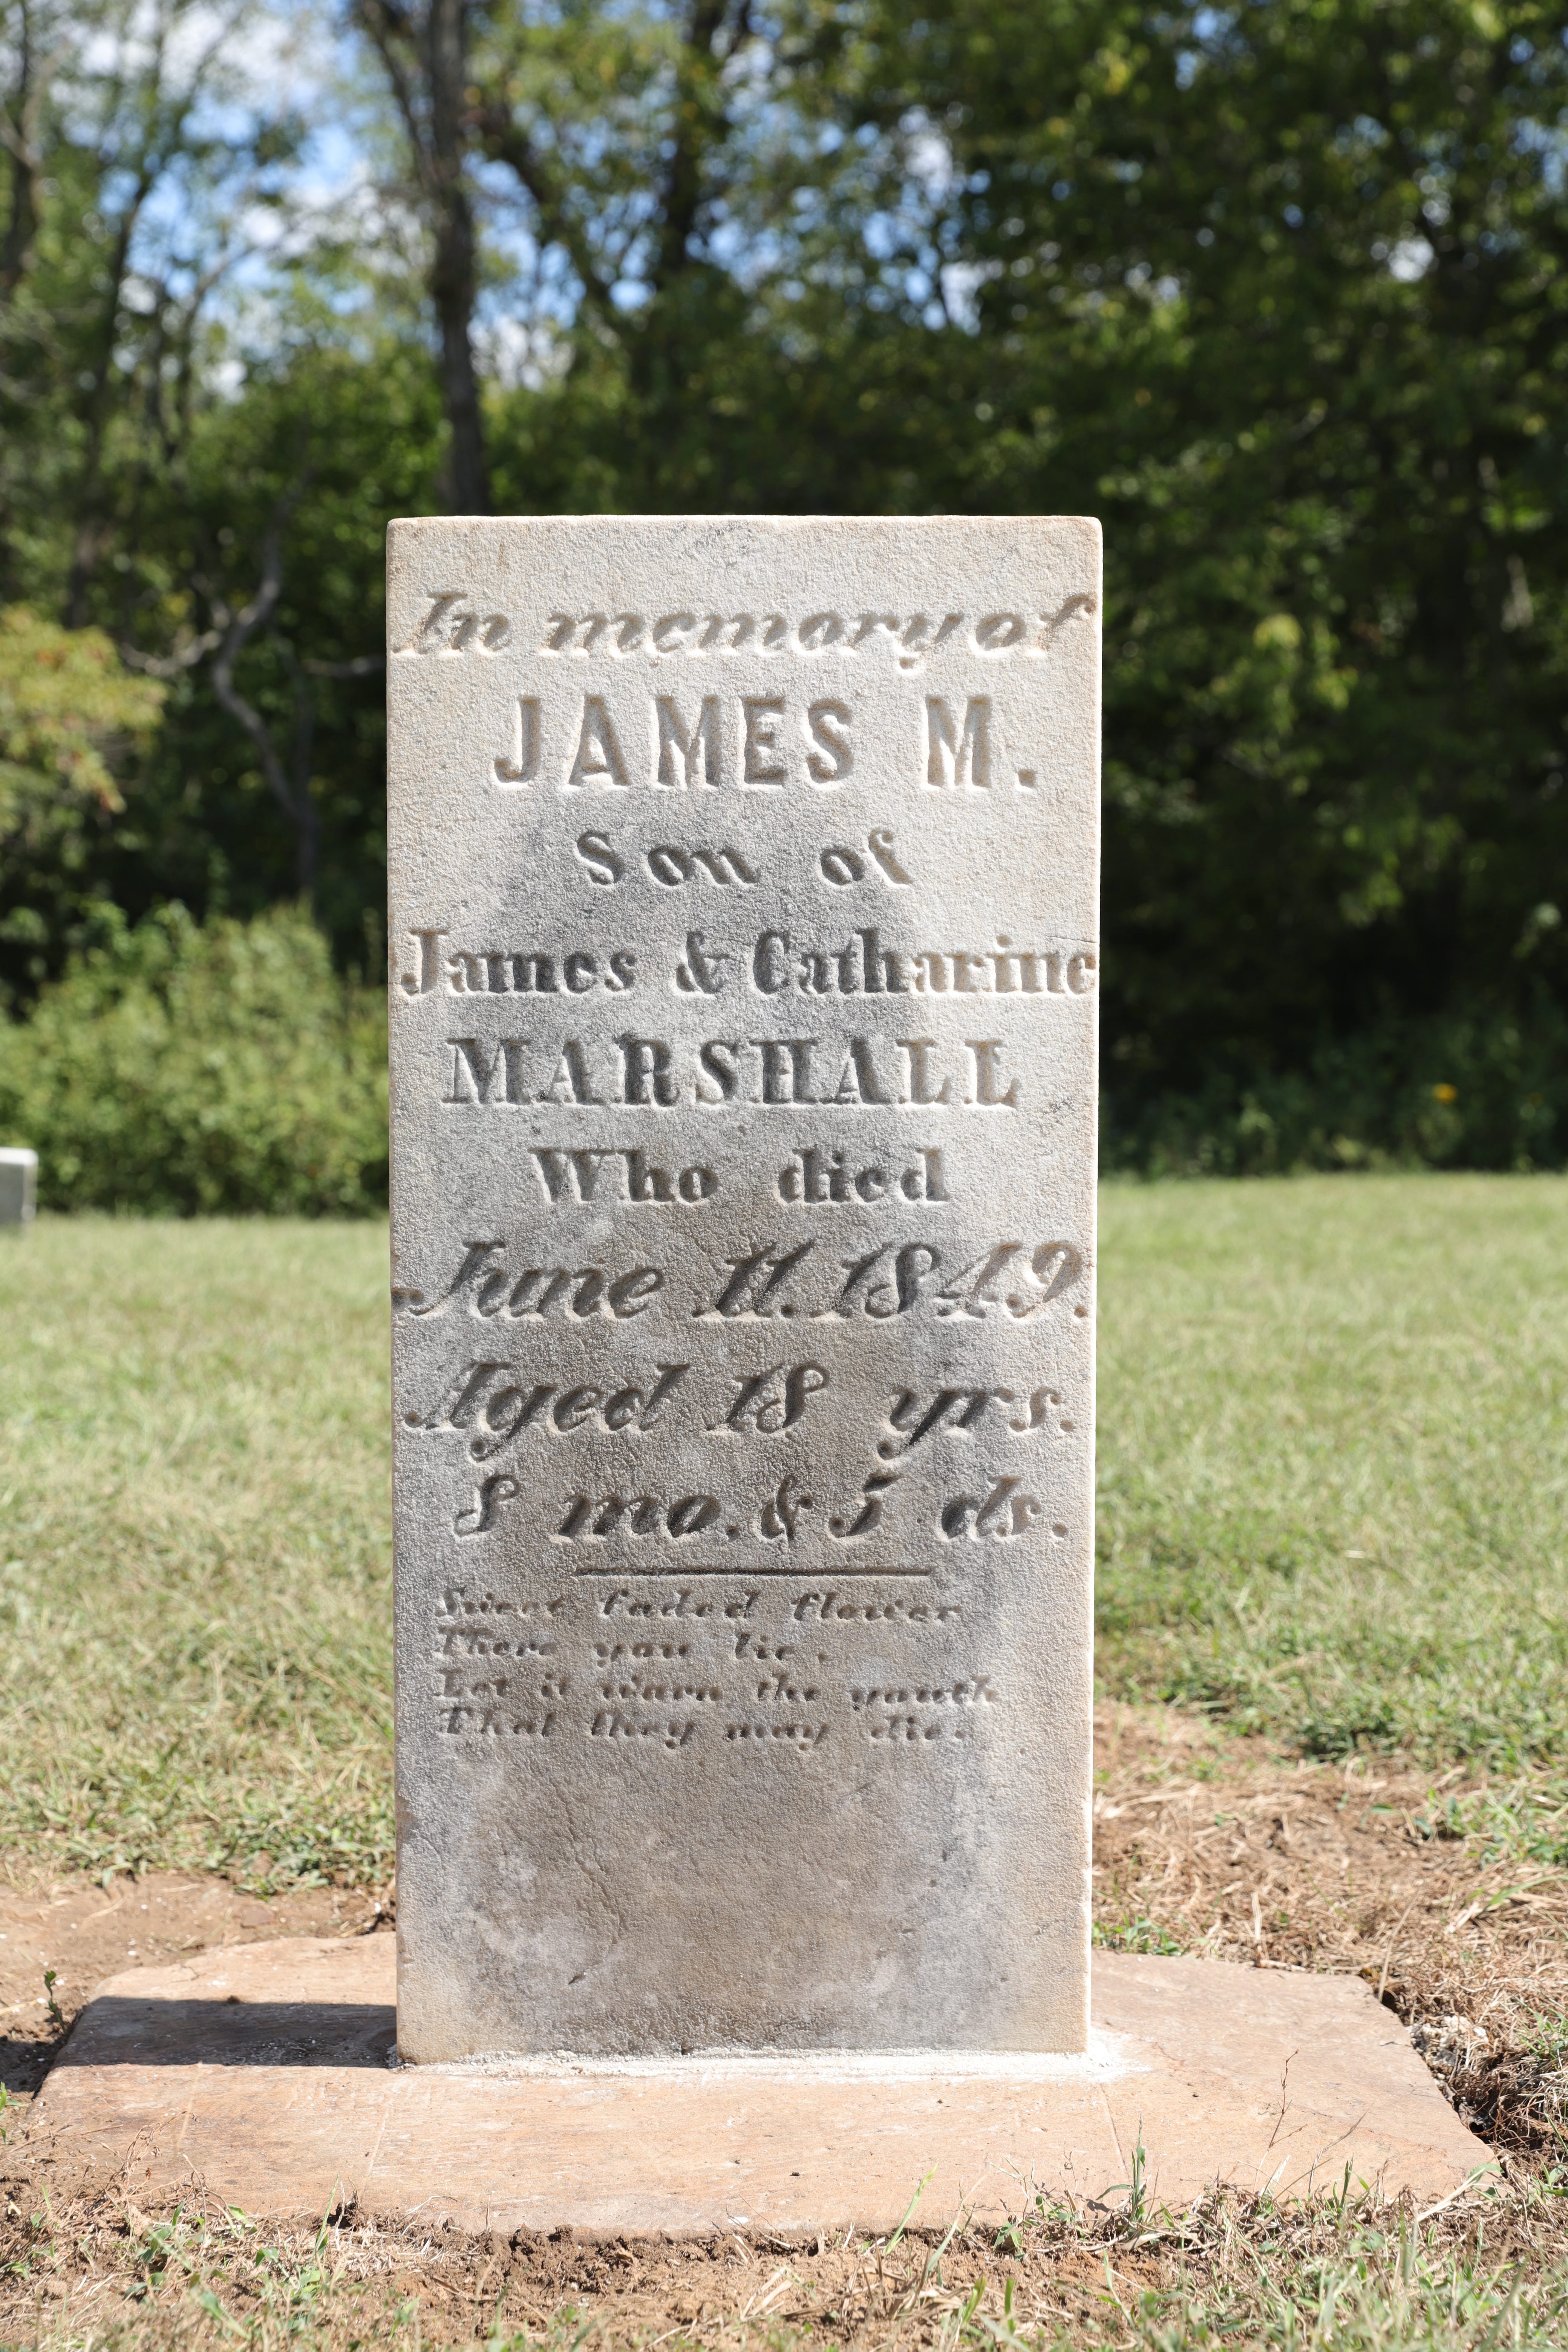 In memory of
JAMES M.
Son of
James & Catharine
MARSHALL
Who died
June 11. 1849.
Aged 18 yrs.
8 mo. & 5 ds.
Sweet faded flower
There you lie.
Let it warn the youth
That they may die.